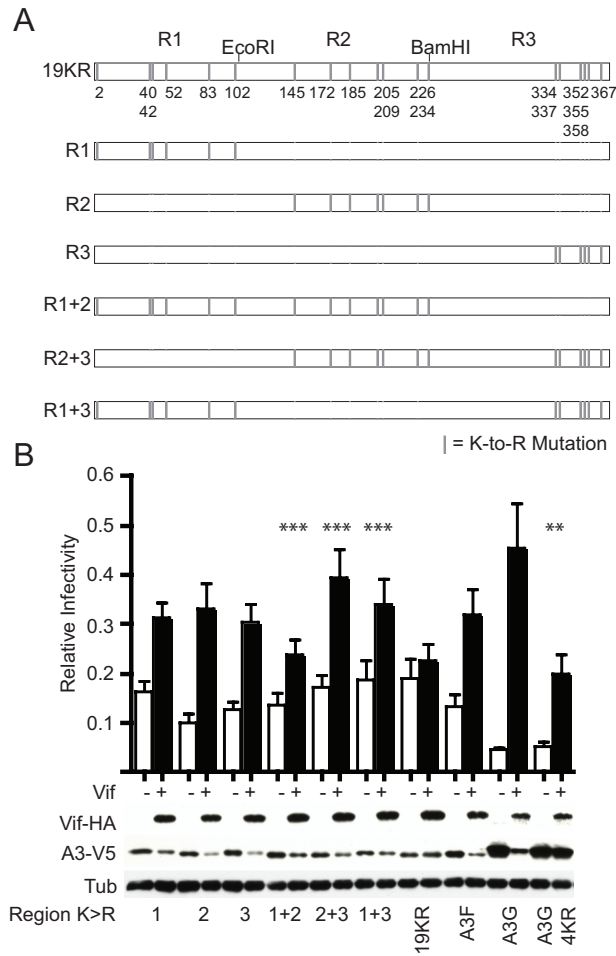 A
R1 EcoRI R2 BamHI R3
19KR
2 40 52 83 102 145 172 185 205 226 334 352 367
42 209 234 337 355
358
R1
R2
R3
R1+2
R2+3
R1+3
| = K-to-R Mutation
B
0.6
0.5
0.4
0.3
0.2
0.1
Relative Infectivity
*** *** *** **
Vif - + - + - + - + - + - + - + - + - + - +
Vif-HA
A3-V5
Tub
Region K>R 1 2 3 1+2 2+3 1+3 19KR A3F A3G A3G 4KR